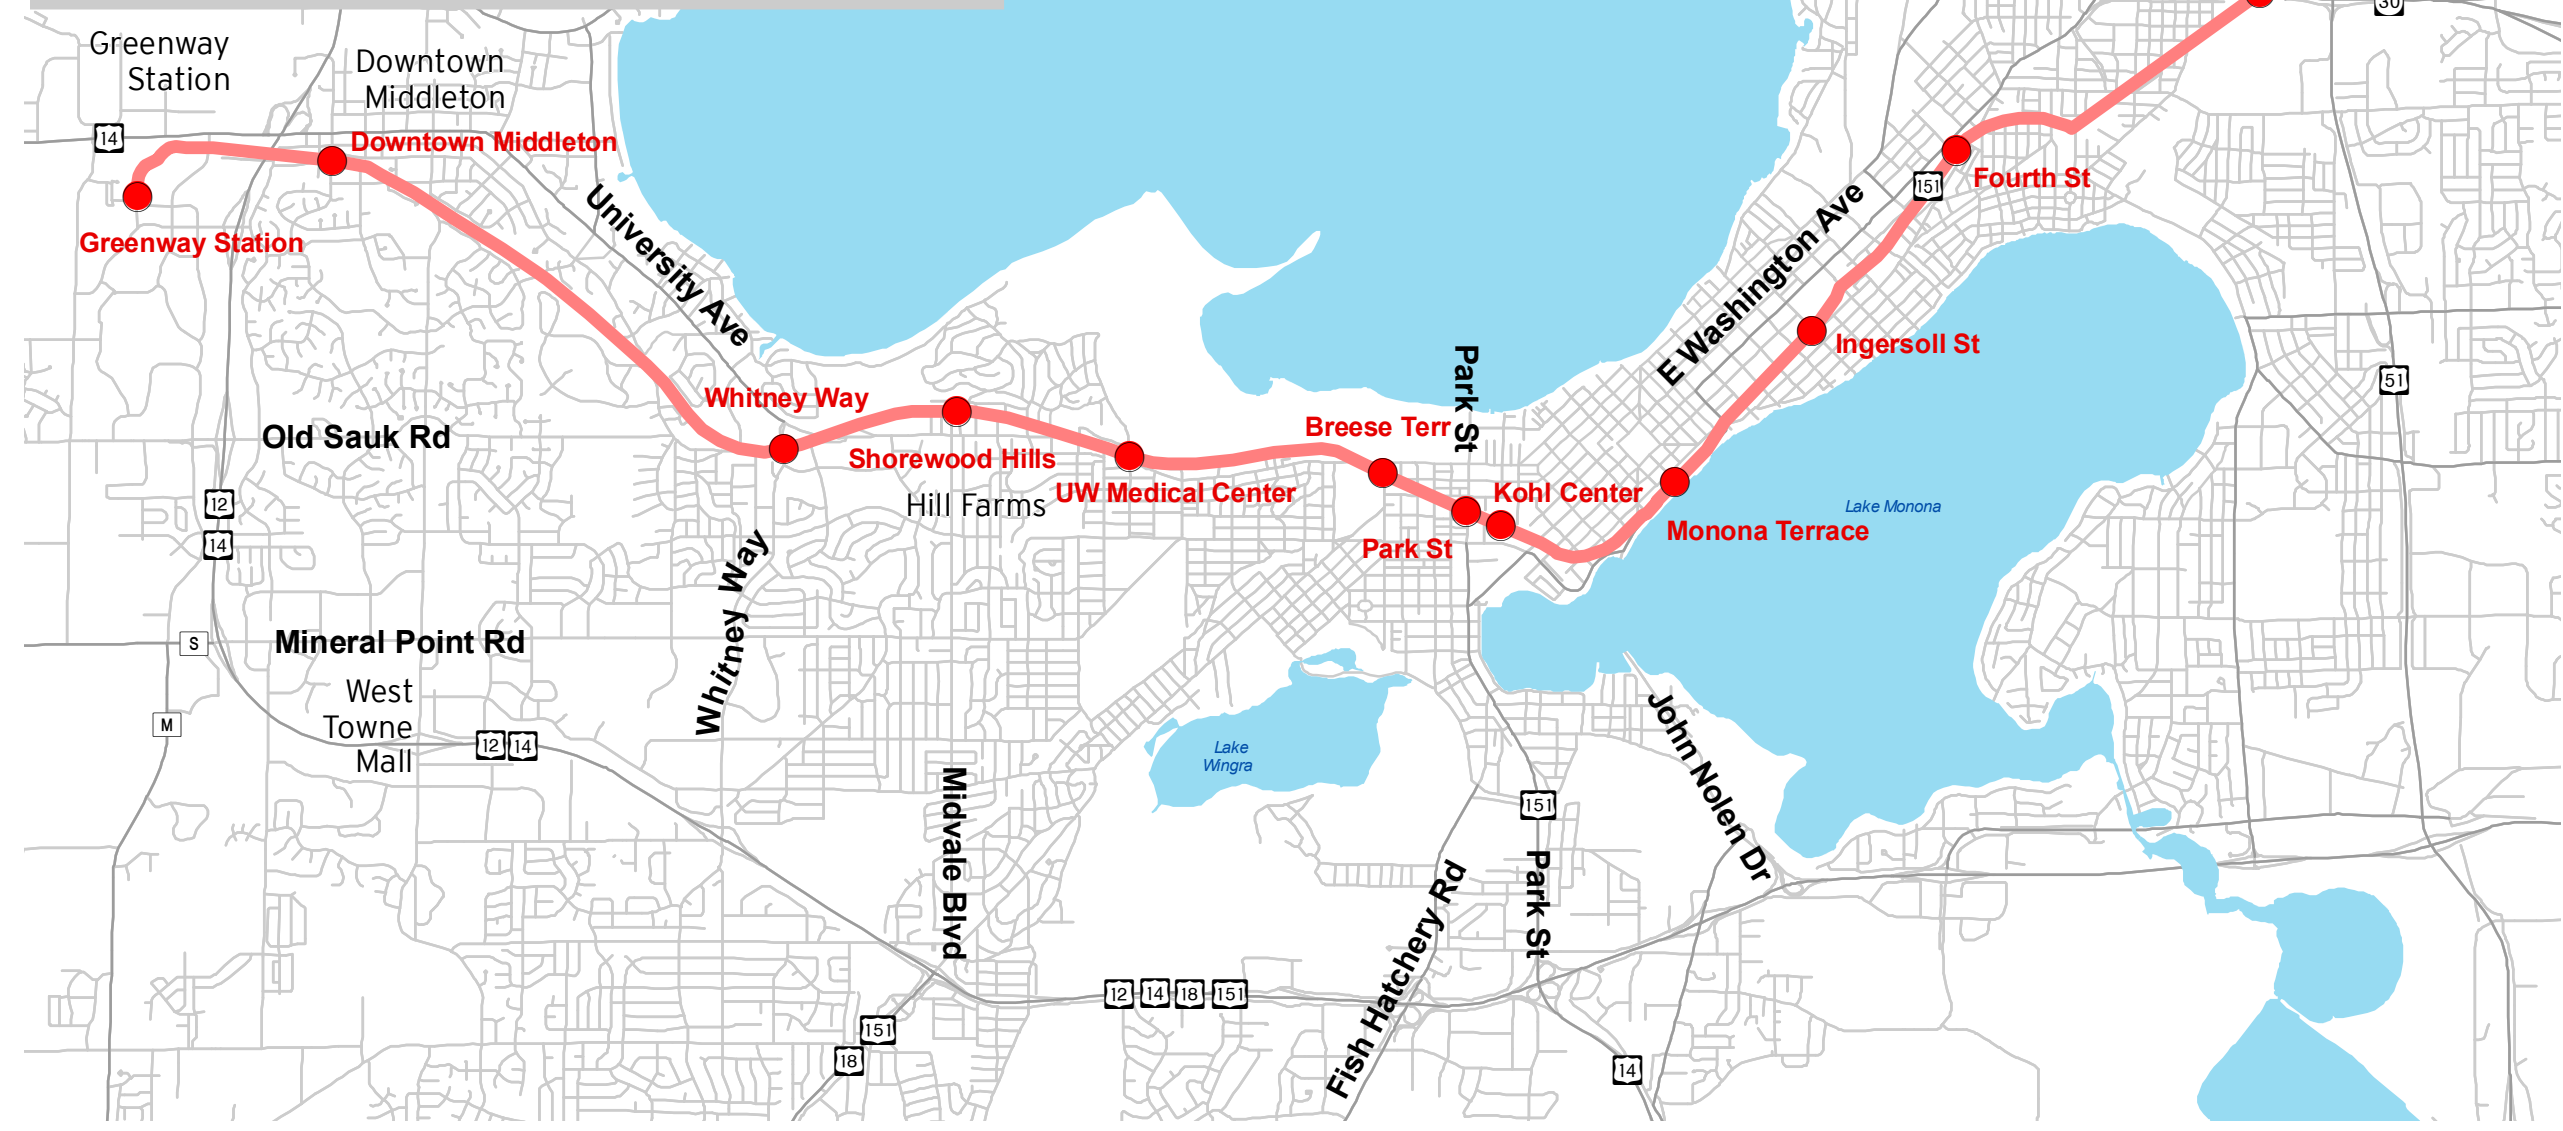 30
Greenway
Station
Downtown
Middleton
14
Downtown Middleton
Greenway Station
University Ave
151
Fourth St
E Washington Ave
Ingersoll St
Park St
51
Whitney Way
Old Sauk Rd
Shorewood Hills
Breese Terr
UW Medical Center
Hill Farms
Kohl Center
Park St
Monona Terrace
Lake Monona
12
14
Whitney Way
S
Mineral Point Rd
West
Towne
Mall
M
12 14
Lake
Wingra
John Nolen Dr
Midvale Blvd
151
Park St
Fish Hatchery Rd
12 14 18 151
151
18
14